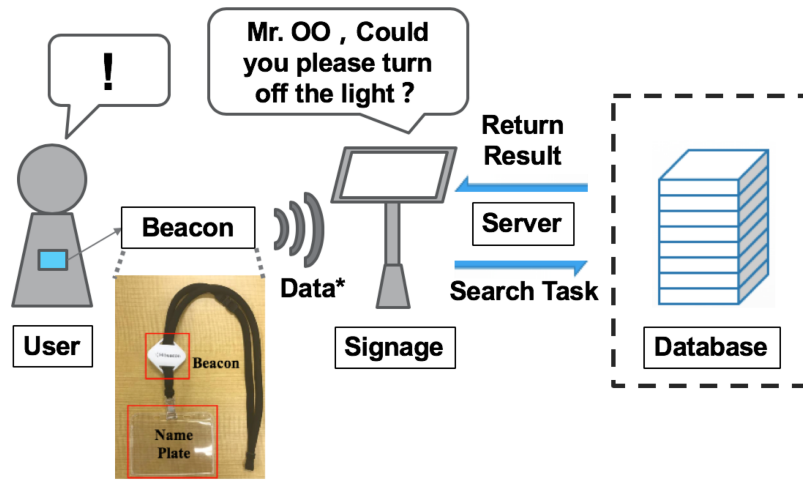 !
Mr. OO , Could
you please turn
off the light ?
Return
Result
Server
Search Task
Beacon
Data*
User
Signage
Database
Beacon
Name
Plate